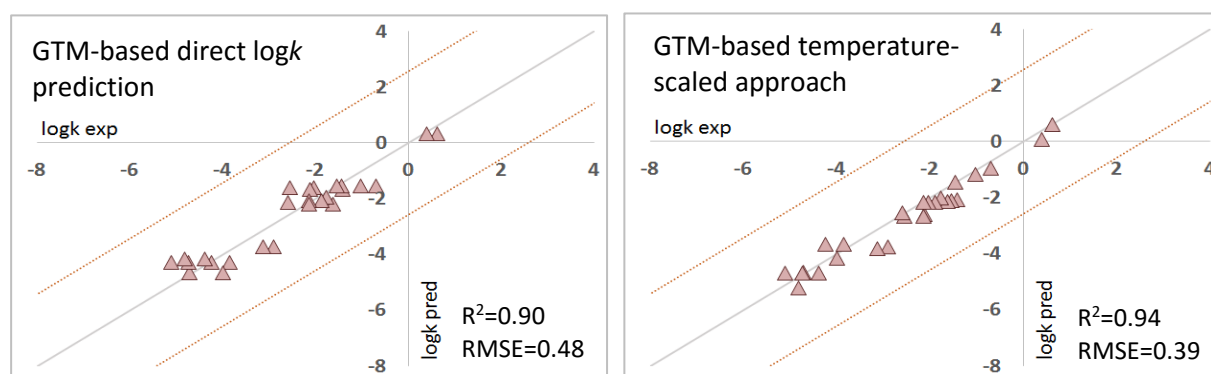 GTM-based direct logk
prediction
logk exp
4
2
0
-8 -6 -4 -2 0 2 4
-2
-4
-6
-8
logk pred
R²=0.90
RMSE=0.48
GTM-based temperature-
scaled approach
logk exp
4
2
0
-8 -6 -4 -2 0 2 4
-2
-4
-6
-8
logk pred
R²=0.94
RMSE=0.39